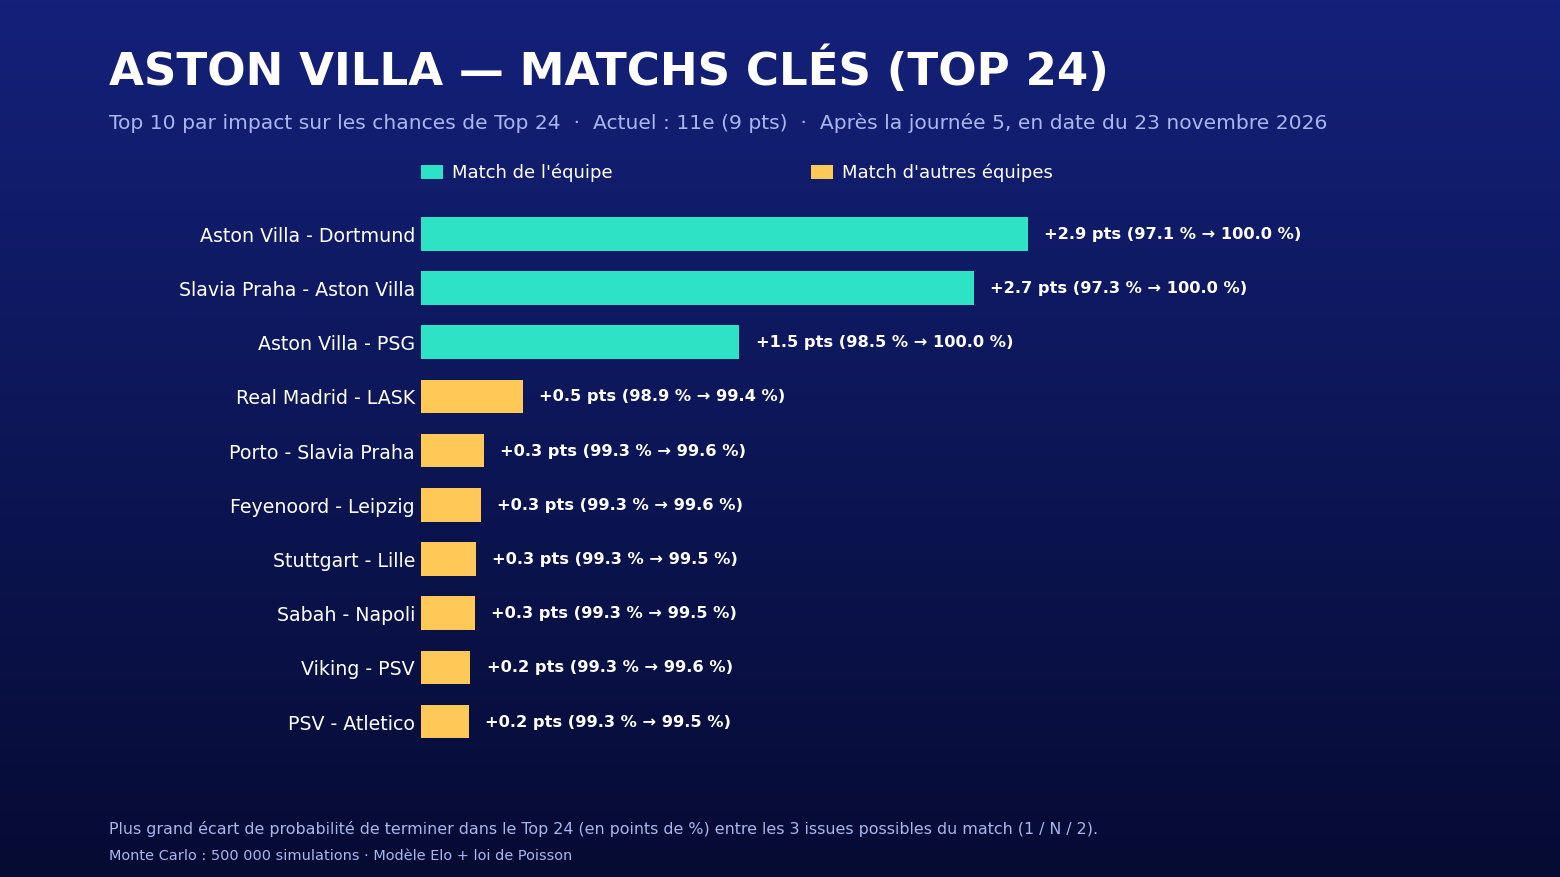 ASTON VILLA — MATCHS CLÉS (TOP 24)
Top 10 par impact sur les chances de Top 24 · Actuel : 11e (9 pts) · Après la journée 5, en date du 23 novembre 2026
Match de l'équipe Match d'autres équipes
Aston Villa - Dortmund +2.9 pts (97.1 % → 100.0 %)
Slavia Praha - Aston Villa +2.7 pts (97.3 % → 100.0 %)
Aston Villa - PSG +1.5 pts (98.5 % → 100.0 %)
Real Madrid - LASK +0.5 pts (98.9 % → 99.4 %)
Porto - Slavia Praha +0.3 pts (99.3 % → 99.6 %)
Feyenoord - Leipzig +0.3 pts (99.3 % → 99.6 %)
Stuttgart - Lille +0.3 pts (99.3 % → 99.5 %)
Sabah - Napoli +0.3 pts (99.3 % → 99.5 %)
Viking - PSV +0.2 pts (99.3 % → 99.6 %)
PSV - Atletico +0.2 pts (99.3 % → 99.5 %)
Plus grand écart de probabilité de terminer dans le Top 24 (en points de %) entre les 3 issues possibles du match (1 / N / 2).
Monte Carlo : 500 000 simulations · Modèle Elo + loi de Poisson